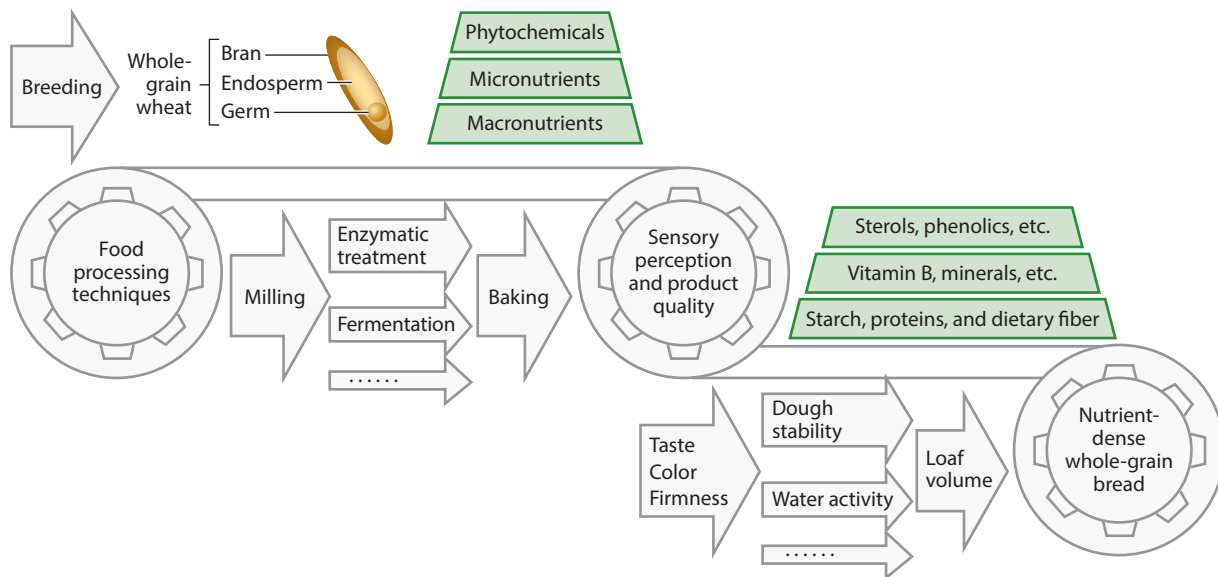 Breeding
Whole-
grain
wheat
Bran
Endosperm
Germ
Phytochemicals
Micronutrients
Macronutrients
Food
processing
techniques
Milling
Enzymatic
treatment
Fermentation
......
Baking
Sensory
perception
and product
quality
Sterols, phenolics, etc.
Vitamin B, minerals, etc.
Starch, proteins, and dietary fiber
Taste
Color
Firmness
Dough
stability
Water activity
......
Loaf
volume
Nutrient-
dense
whole-grain
bread